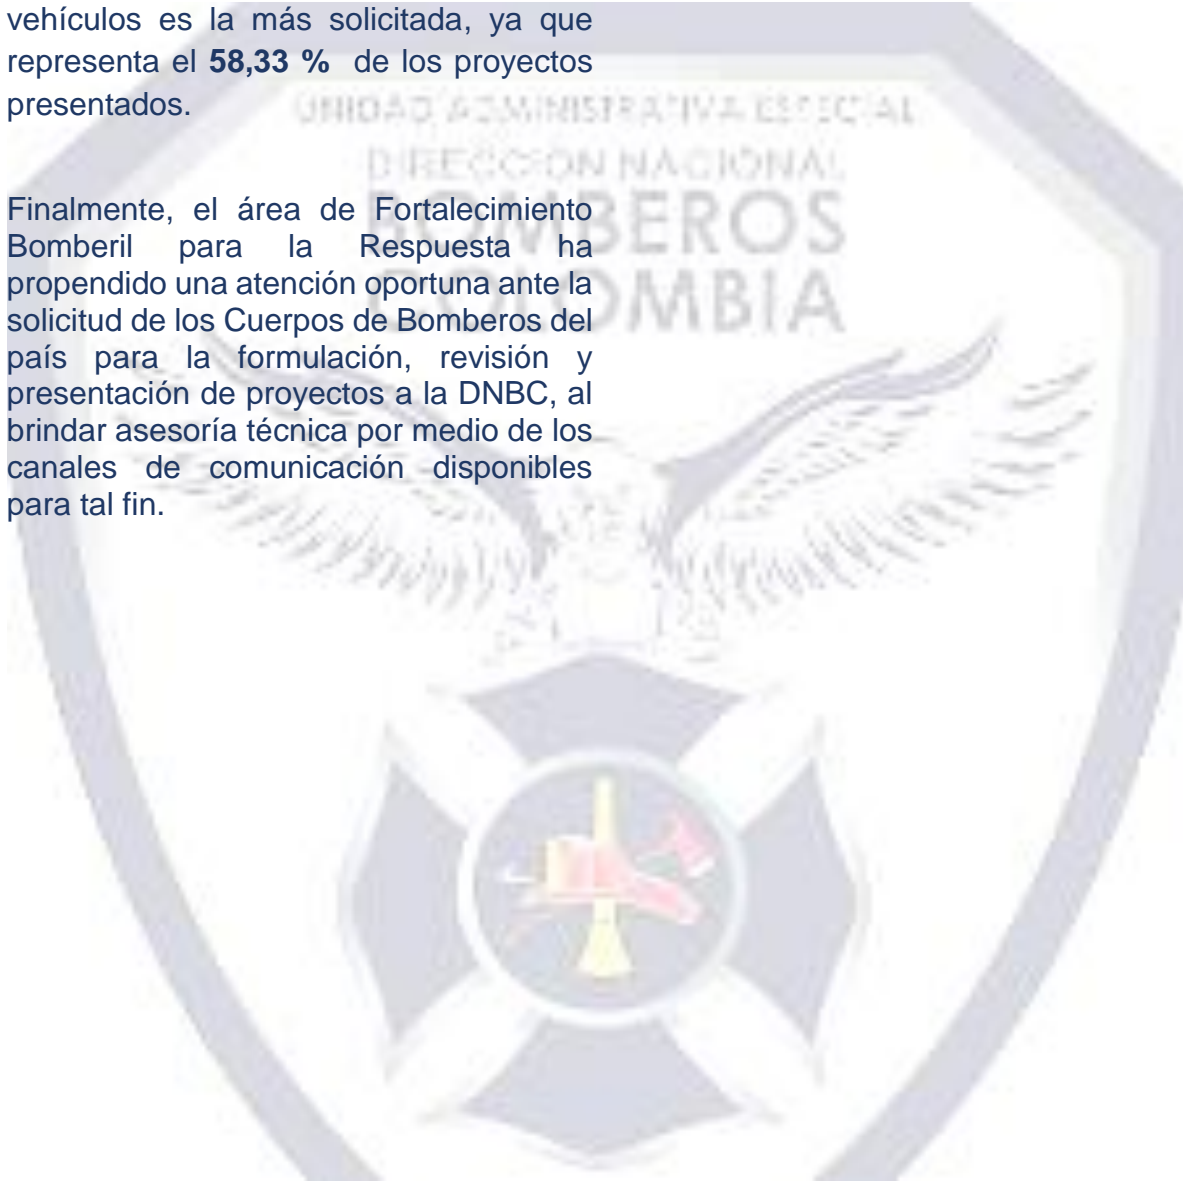 vehículos es la más solicitada, ya que
representa el 58,33 % de los proyectos
presentados.
UNIDAD ADMINISTRATIVA ESPECIAL
DIRECCIÓN NACIONAL
BOMBEROS
COLOMBIA
Finalmente, el área de Fortalecimiento
Bomberil para la Respuesta ha
propendido una atención oportuna ante la
solicitud de los Cuerpos de Bomberos del
país para la formulación, revisión y
presentación de proyectos a la DNBC, al
brindar asesoría técnica por medio de los
canales de comunicación disponibles
para tal fin.